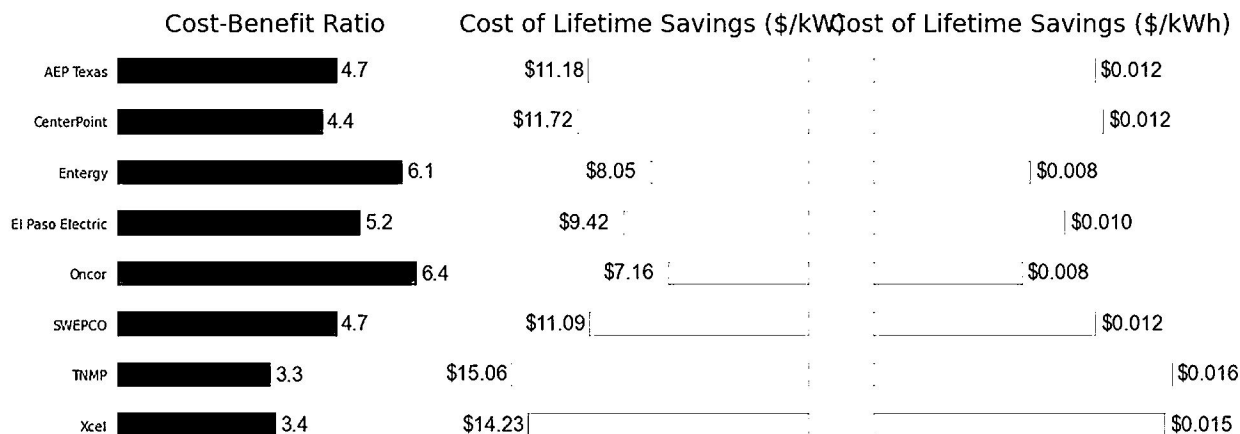 Cost-Benefit Ratio Cost of Lifetime Savings ($/kW) Cost of Lifetime Savings ($/kWh)
AEP Texas 4.7 $11.18 $0.012
CenterPoint 4.4 $11.72 $0.012
Entergy 6.1 $8.05 $0.008
El Paso Electric 5.2 $9.42 $0.010
Oncor 6.4 $7.16 $0.008
SWEPCO 4.7 $11.09 $0.012
TNMP 3.3 $15.06 $0.016
Xcel 3.4 $14.23 $0.015